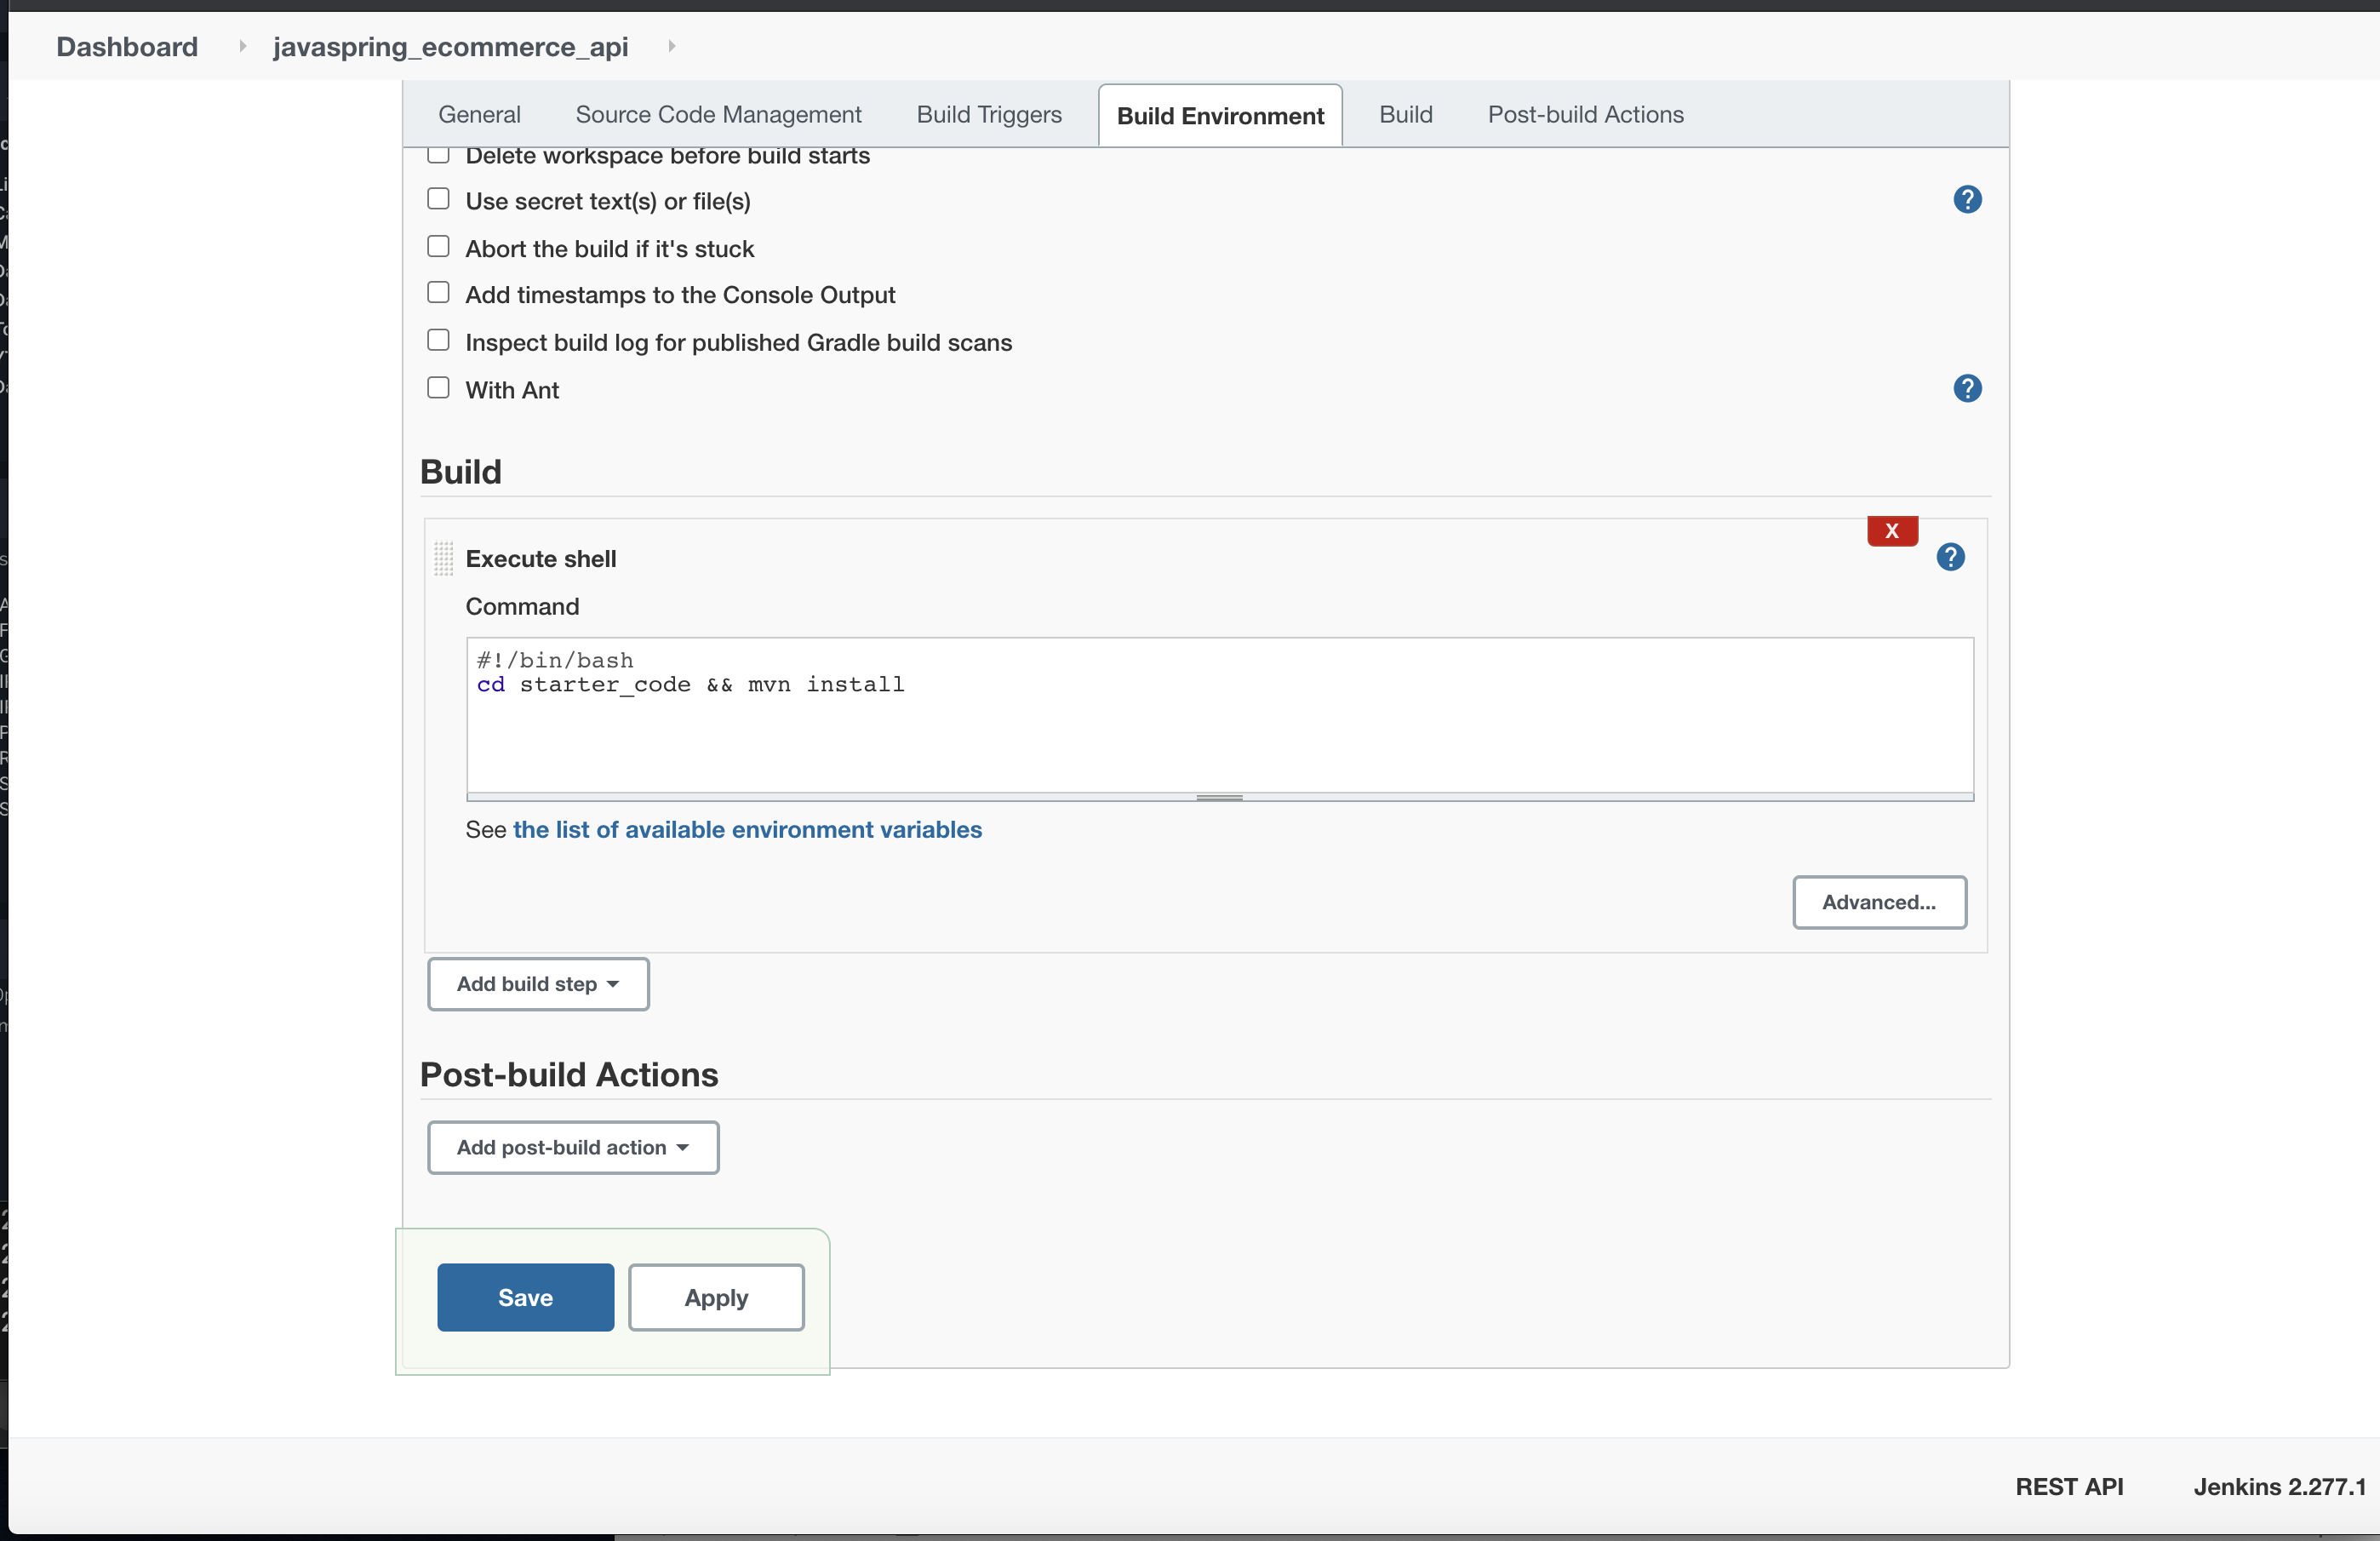 Dashboard
javaspring_ecommerce_api
General
Source Code Management
Build Triggers
Build Environment
Build
Post-build Actions
Delete workspace before build starts
Use secret text(s) or file(s)
?
Abort the build if it's stuck
Add timestamps to the Console Output
Inspect build log for published Gradle build scans
With Ant
?
Build
X
Execute shell
?
Command
#!/bin/bash
cd starter_code && mvn install
See the list of available environment variables
Advanced...
Add build step
Post-build Actions
Add post-build action
Save
Apply
REST API
Jenkins 2.277.1